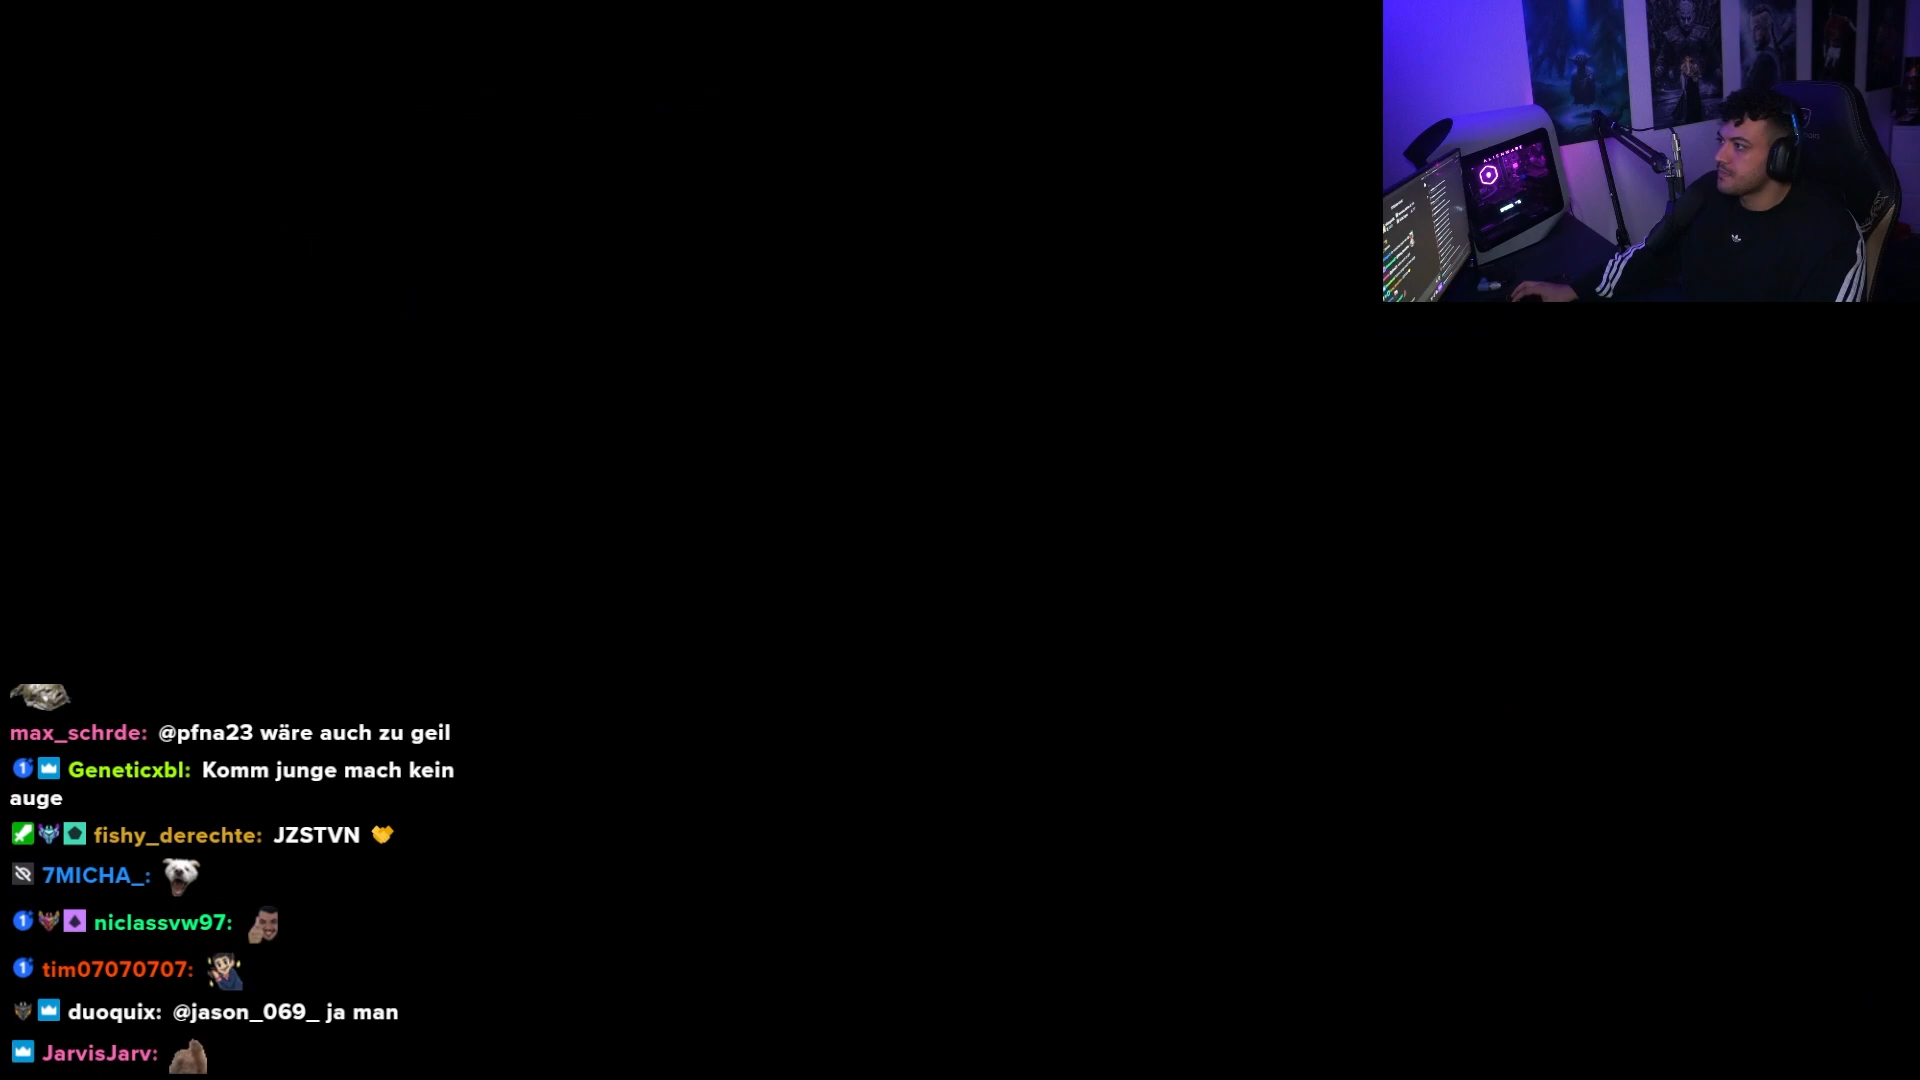 ALIENWARE
max_schrde: @pfna23 wäre auch zu geil
Geneticxbl: Komm junge mach kein
auge
fishy_derechte: JZSTVN
7MICHA_:
niclassvw97:
tim07070707:
duoquix: @jason_069_ ja man
JarvisJarv: